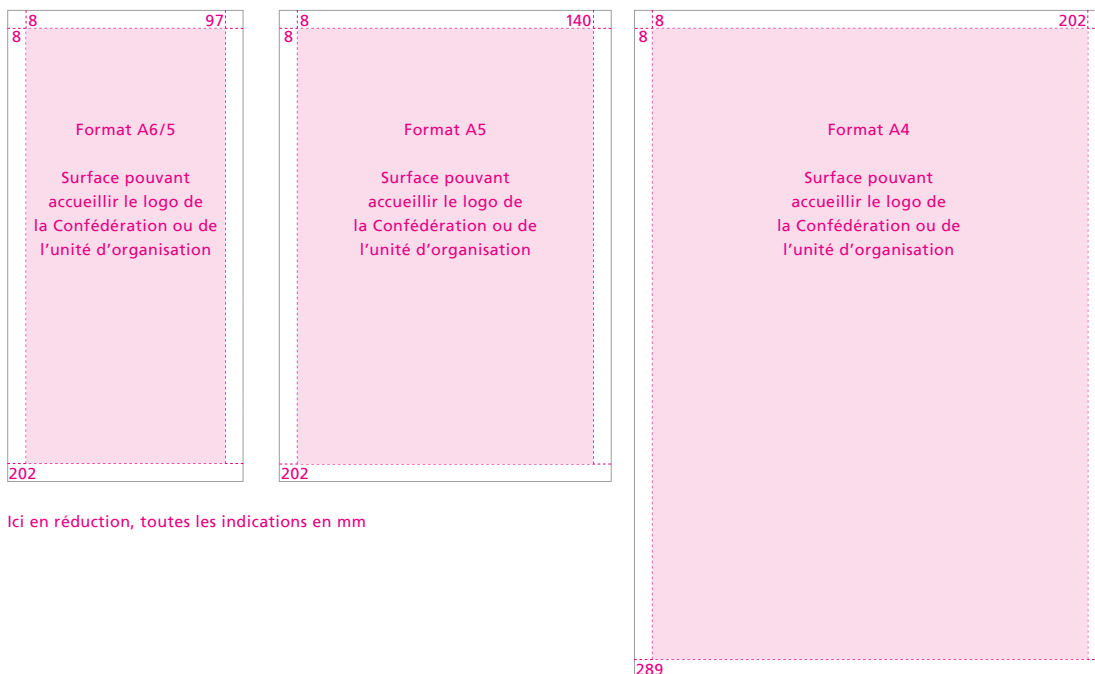 8
97
8
Format A6/5
Surface pouvant
accueillir le logo de
la Confédération ou de
l’unité d’organisation
202
8
140
8
Format A5
Surface pouvant
accueillir le logo de
la Confédération ou de
l’unité d’organisation
202
8
202
8
Format A4
Surface pouvant
accueillir le logo de
la Confédération ou de
l’unité d’organisation
289
Ici en réduction, toutes les indications en mm